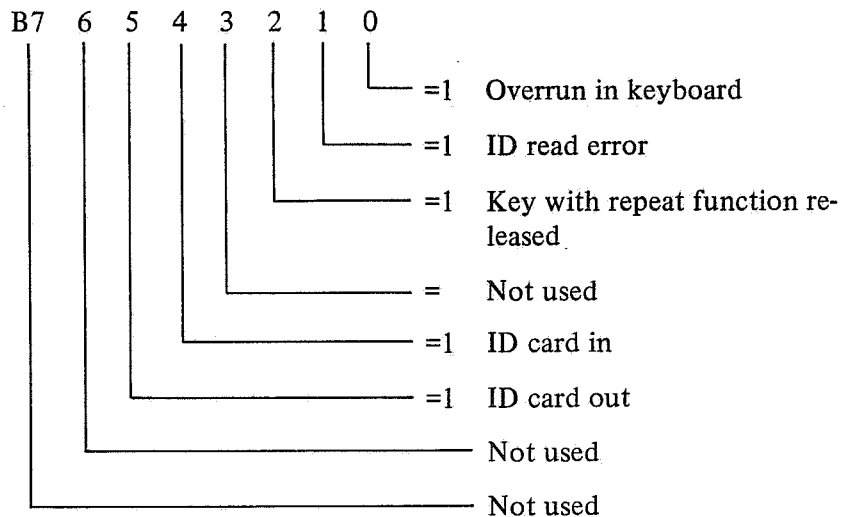 B7 6 5 4 3 2 1 0
=1 Overrun in keyboard
=1 ID read error
=1 Key with repeat function re-
leased
= Not used
=1 ID card in
=1 ID card out
Not used
Not used